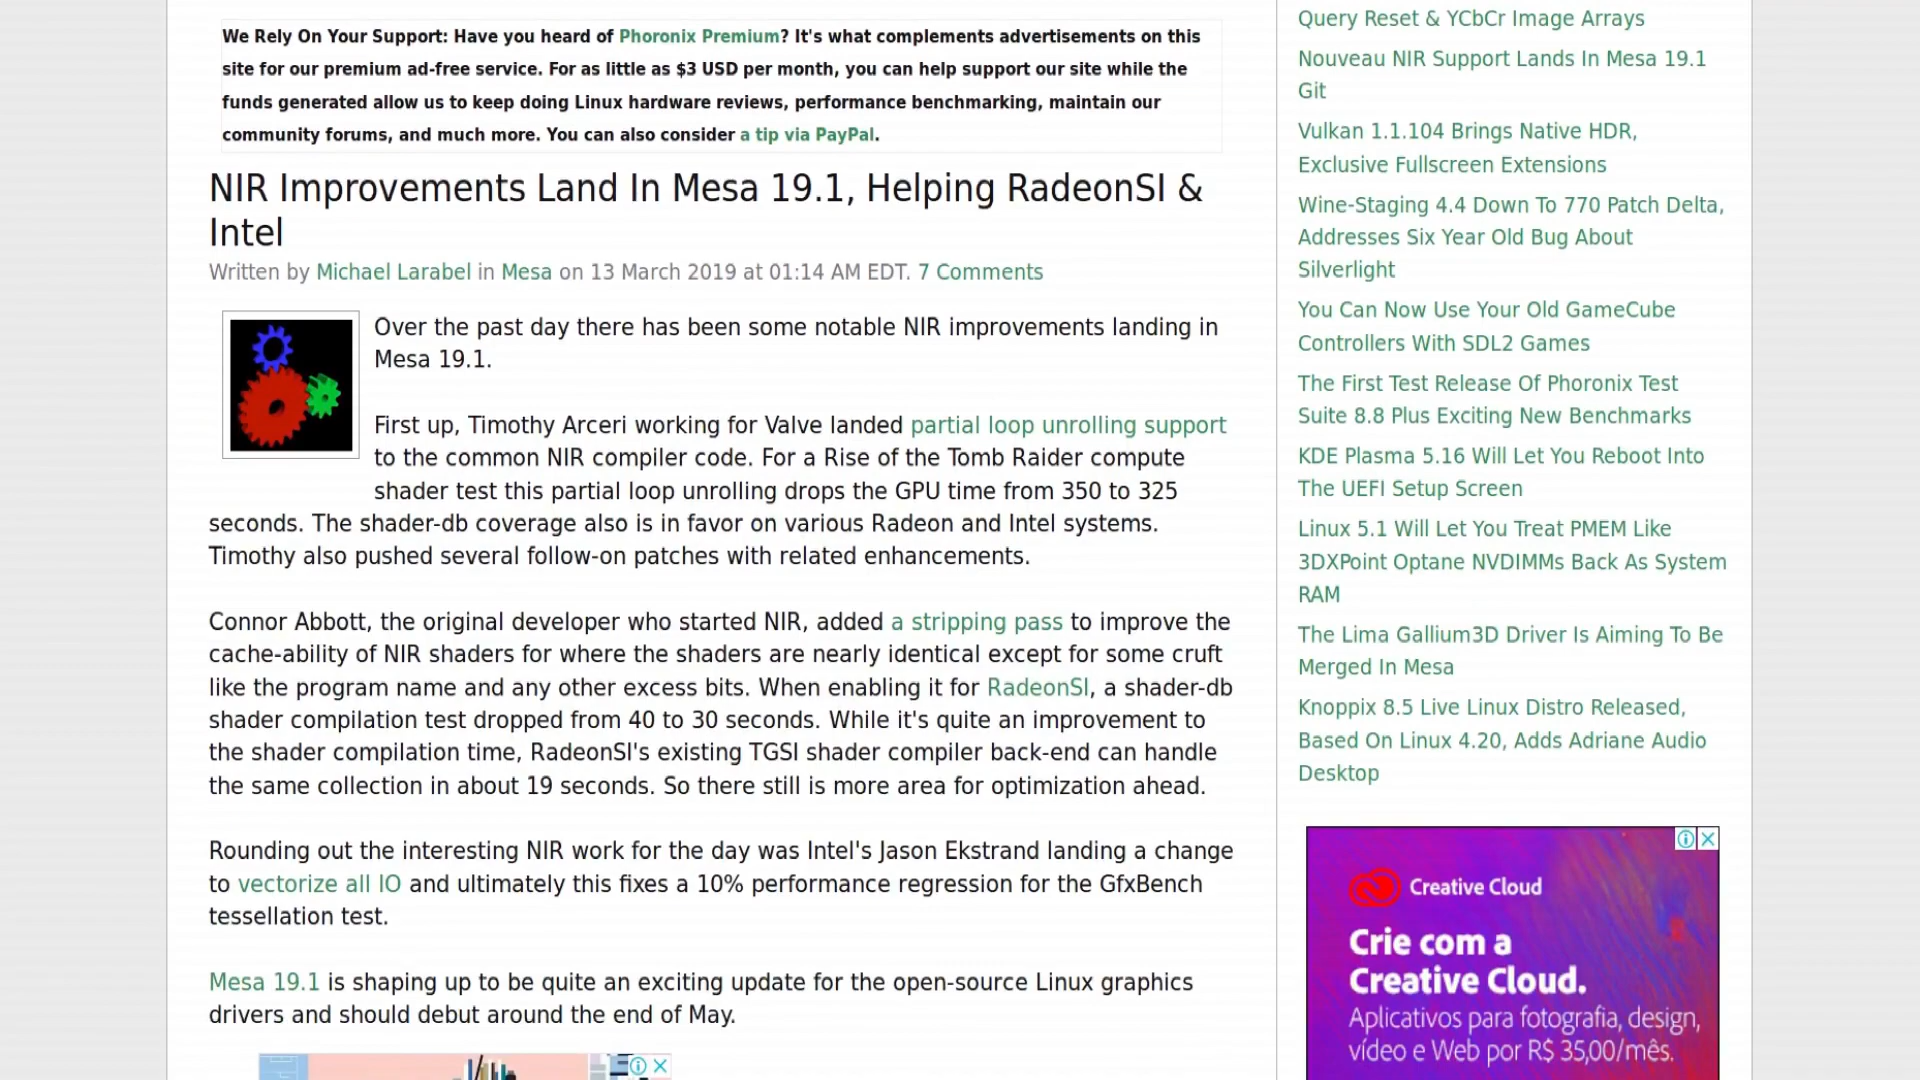 We Rely On Your Support: Have you heard of Phoronix Premium? It's what complements advertisements on this
site for our premium ad-free service. For as little as $3 USD per month, you can help support our site while the
funds generated allow us to keep doing Linux hardware reviews, performance benchmarking, maintain our
community forums, and much more. You can also consider a tip via PayPal.
NIR Improvements Land In Mesa 19.1, Helping RadeonSI &
Intel
Written by Michael Larabel in Mesa on 13 March 2019 at 01:14 AM EDT. 7 Comments
Over the past day there has been some notable NIR improvements landing in
Mesa 19.1.
First up, Timothy Arceri working for Valve landed partial loop unrolling support
to the common NIR compiler code. For a Rise of the Tomb Raider compute
shader test this partial loop unrolling drops the GPU time from 350 to 325
seconds. The shader-db coverage also is in favor on various Radeon and Intel systems.
Timothy also pushed several follow-on patches with related enhancements.
Connor Abbott, the original developer who started NIR, added a stripping pass to improve the
cache-ability of NIR shaders for where the shaders are nearly identical except for some cruft
like the program name and any other excess bits. When enabling it for RadeonSI, a shader-db
shader compilation test dropped from 40 to 30 seconds. While it's quite an improvement to
the shader compilation time, RadeonSI's existing TGSI shader compiler back-end can handle
the same collection in about 19 seconds. So there still is more area for optimization ahead.
Rounding out the interesting NIR work for the day was Intel's Jason Ekstrand landing a change
to vectorize all IO and ultimately this fixes a 10% performance regression for the GfxBench
tessellation test.
Mesa 19.1 is shaping up to be quite an exciting update for the open-source Linux graphics
drivers and should debut around the end of May.
Query Reset & YCbCr Image Arrays
Nouveau NIR Support Lands In Mesa 19.1
Git
Vulkan 1.1.104 Brings Native HDR,
Exclusive Fullscreen Extensions
Wine-Staging 4.4 Down To 770 Patch Delta,
Addresses Six Year Old Bug About
Silverlight
You Can Now Use Your Old GameCube
Controllers With SDL2 Games
The First Test Release Of Phoronix Test
Suite 8.8 Plus Exciting New Benchmarks
KDE Plasma 5.16 Will Let You Reboot Into
The UEFI Setup Screen
Linux 5.1 Will Let You Treat PMEM Like
3DXPoint Optane NVDIMMs Back As System
RAM
The Lima Gallium3D Driver Is Aiming To Be
Merged In Mesa
Knoppix 8.5 Live Linux Distro Released,
Based On Linux 4.20, Adds Adriane Audio
Desktop
Creative Cloud
Crie com a
Creative Cloud.
Aplicativos para fotografia, design,
vídeo e Web por R$ 35,00/mês.